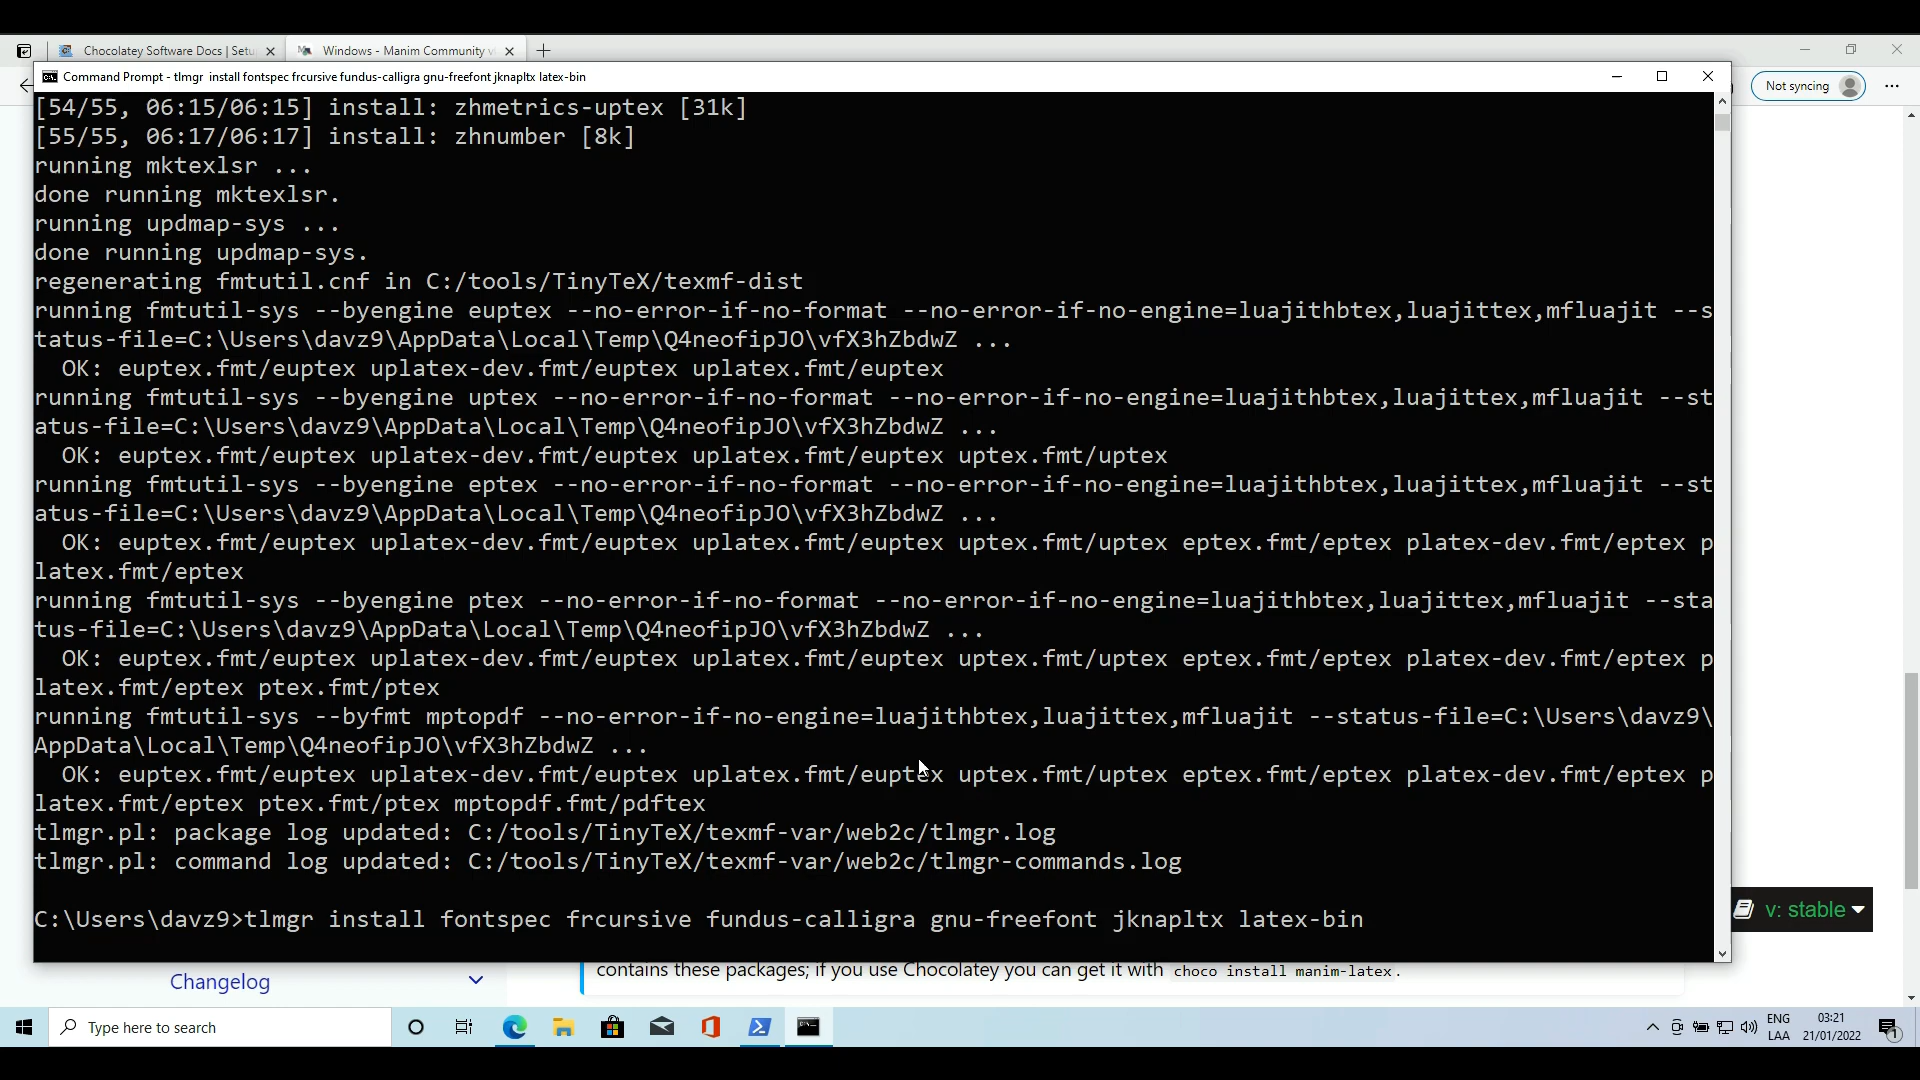 Chocolatey Software Docs | Setu
Windows - Manim Community v
Command Prompt - tlmgr install fontspec frcursive fundus-calligra gnu-freefont jknapltx latex-bin
Not syncing
[54/55, 06:15/06:15] install: zhmetrics-uptex [31k]
[55/55, 06:17/06:17] install: zhnumber [8k]
running mktexlsr ...
done running mktexlsr.
running updmap-sys ...
done running updmap-sys.
regenerating fmtutil.cnf in C:/tools/TinyTeX/texmf-dist
running fmtutil-sys --byengine euptex --no-error-if-no-format --no-error-if-no-engine=luajithbtex,luajittex,mfluajit --s
tatus-file=C:\Users\davz9\AppData\Local\Temp\Q4neofipJO\vfX3hZbdwZ ...
OK: euptex.fmt/euptex uplatex-dev.fmt/euptex uplatex.fmt/euptex
running fmtutil-sys --byengine uptex --no-error-if-no-format --no-error-if-no-engine=luajithbtex,luajittex,mfluajit --st
atus-file=C:\Users\davz9\AppData\Local\Temp\Q4neofipJO\vfX3hZbdwZ ...
OK: euptex.fmt/euptex uplatex-dev.fmt/euptex uplatex.fmt/euptex uptex.fmt/uptex
running fmtutil-sys --byengine eptex --no-error-if-no-format --no-error-if-no-engine=luajithbtex,luajittex,mfluajit --st
atus-file=C:\Users\davz9\AppData\Local\Temp\Q4neofipJO\vfX3hZbdwZ ...
OK: euptex.fmt/euptex uplatex-dev.fmt/euptex uplatex.fmt/euptex uptex.fmt/uptex eptex.fmt/eptex platex-dev.fmt/eptex p
latex.fmt/eptex
running fmtutil-sys --byengine ptex --no-error-if-no-format --no-error-if-no-engine=luajithbtex,luajittex,mfluajit --sta
tus-file=C:\Users\davz9\AppData\Local\Temp\Q4neofipJO\vfX3hZbdwZ ...
OK: euptex.fmt/euptex uplatex-dev.fmt/euptex uplatex.fmt/euptex uptex.fmt/uptex eptex.fmt/eptex platex-dev.fmt/eptex p
latex.fmt/eptex ptex.fmt/ptex
running fmtutil-sys --byfmt mptopdf --no-error-if-no-engine=luajithbtex,luajittex,mfluajit --status-file=C:\Users\davz9\
AppData\Local\Temp\Q4neofipJO\vfX3hZbdwZ ...
OK: euptex.fmt/euptex uplatex-dev.fmt/euptex uplatex.fmt/euptex uptex.fmt/uptex eptex.fmt/eptex platex-dev.fmt/eptex p
latex.fmt/eptex ptex.fmt/ptex mptopdf.fmt/pdftex
tlmgr.pl: package log updated: C:/tools/TinyTeX/texmf-var/web2c/tlmgr.log
tlmgr.pl: command log updated: C:/tools/TinyTeX/texmf-var/web2c/tlmgr-commands.log
C:\Users\davz9>tlmgr install fontspec frcursive fundus-calligra gnu-freefont jknapltx latex-bin
v: stable
Changelog
contains these packages; if you use Chocolatey you can get it with choco install manim-latex.
Type here to search
ENG
LAA
03:21
21/01/2022
1